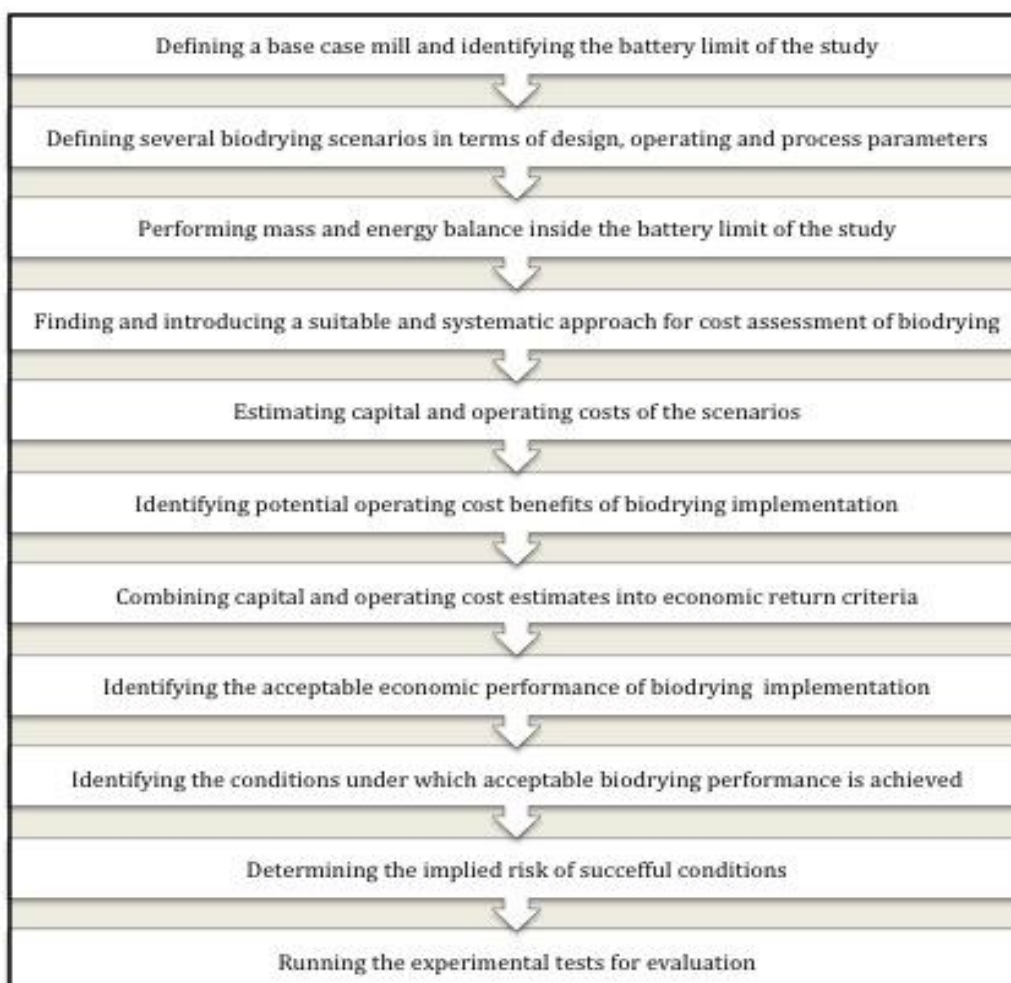 Defining a base case mill and identifying the battery limit of the study
Defining several biodrying scenarios in terms of design, operating and process parameters
Performing mass and energy balance inside the battery limit of the study
Finding and introducing a suitable and systematic approach for cost assessment of biodrying
Estimating capital and operating costs of the scenarios
Identifying potential operating cost benefits of biodrying implementation
Combining capital and operating cost estimates into economic return criteria
Identifying the acceptable economic performance of biodrying implementation
Identifying the conditions under which acceptable biodrying performance is achieved
Determining the implied risk of succefful conditions
Running the experimental tests for evaluation